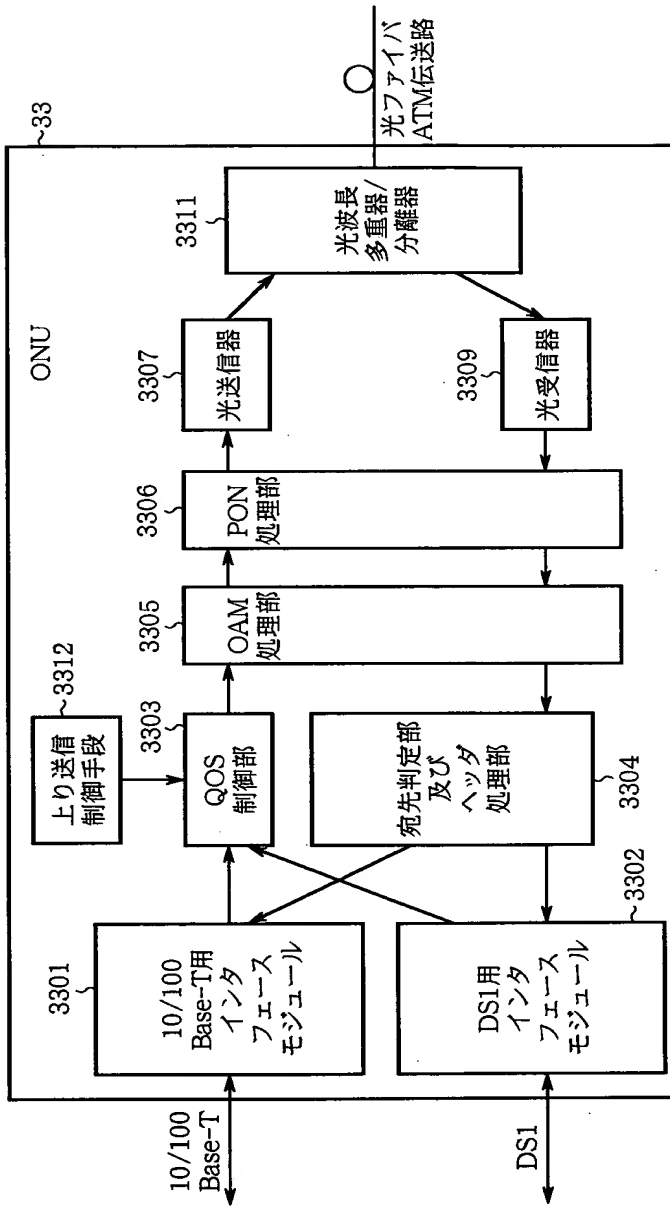 ONU
33
10/100
Base-T
DS1
3301
10/100
Base-T用
インタ
フェース
モジュール
3302
DS1用
インタ
フェース
モジュール
3312
上り送信
制御手段
3303
QOS
制御部
3304
宛先判定部
及び
ヘッダ
処理部
3305
OAM
処理部
3306
PON
処理部
3307
光送信器
3309
光受信器
3311
光波長
多重器/
分離器
光ファイバ
ATM伝送路